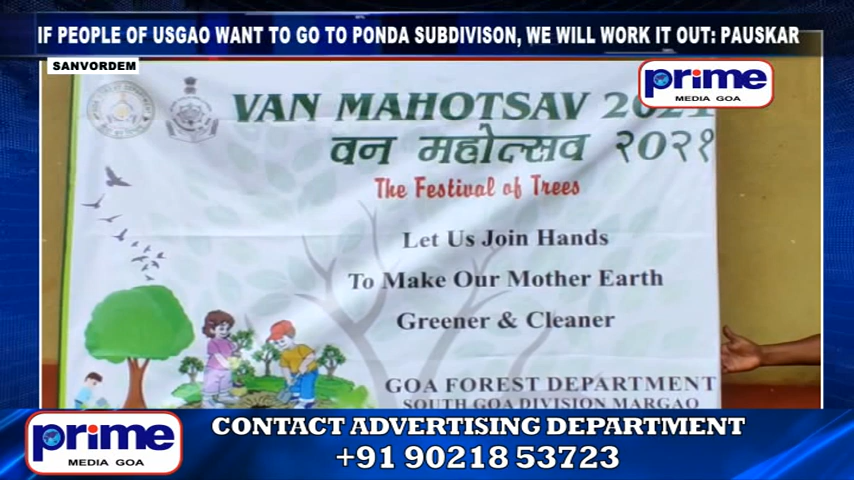 IF PEOPLE OF USGAO WANT TO GO TO PONDA SUBDIVISON, WE WILL WORK IT OUT: PAUSKAR
SANVORDEM
prime
MEDIA GOA
VAN MAHOTSAV 2021
वन महोत्सव २०२१
The Festival of Trees
Let Us Join Hands
To Make Our Mother Earth
Greener & Cleaner
GOA FOREST DEPARTMENT
SOUTH GOA DIVISION MARGAO
prime
MEDIA GOA
CONTACT ADVERTISING DEPARTMENT
+91 90218 53723